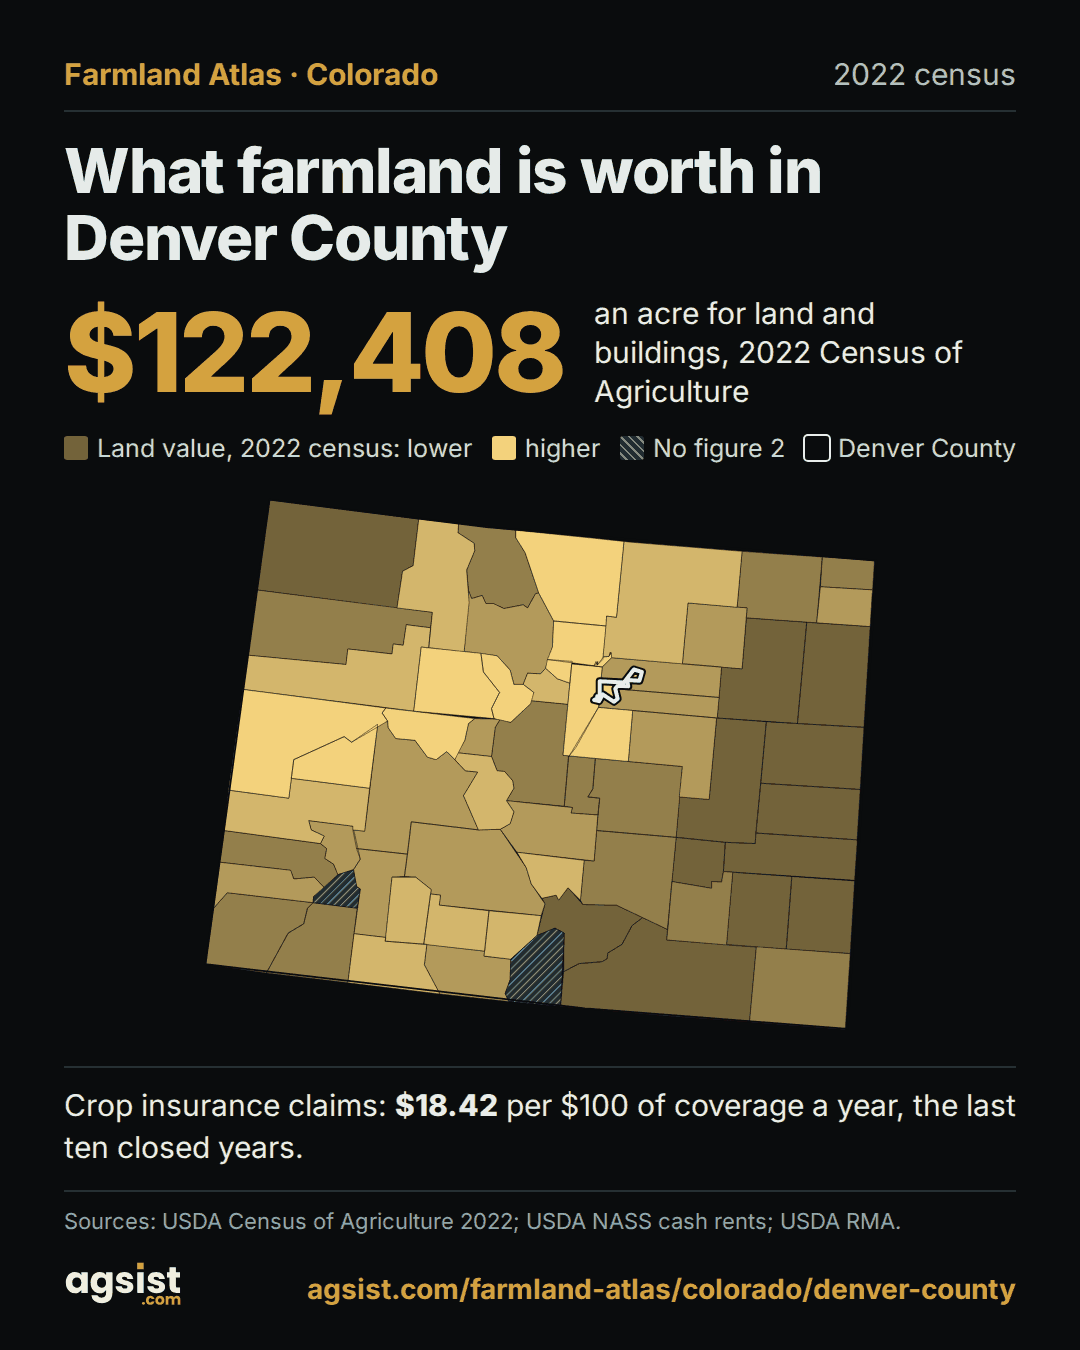 Farmland Atlas · Colorado
2022 census
What farmland is worth in
Denver County
$122,408
an acre for land and
buildings, 2022 Census of
Agriculture
Land value, 2022 census: lower
higher
No figure 2
Denver County
Crop insurance claims: $18.42 per $100 of coverage a year, the last
ten closed years.
Sources: USDA Census of Agriculture 2022; USDA NASS cash rents; USDA RMA.
agsist
.com
agsist.com/farmland-atlas/colorado/denver-county